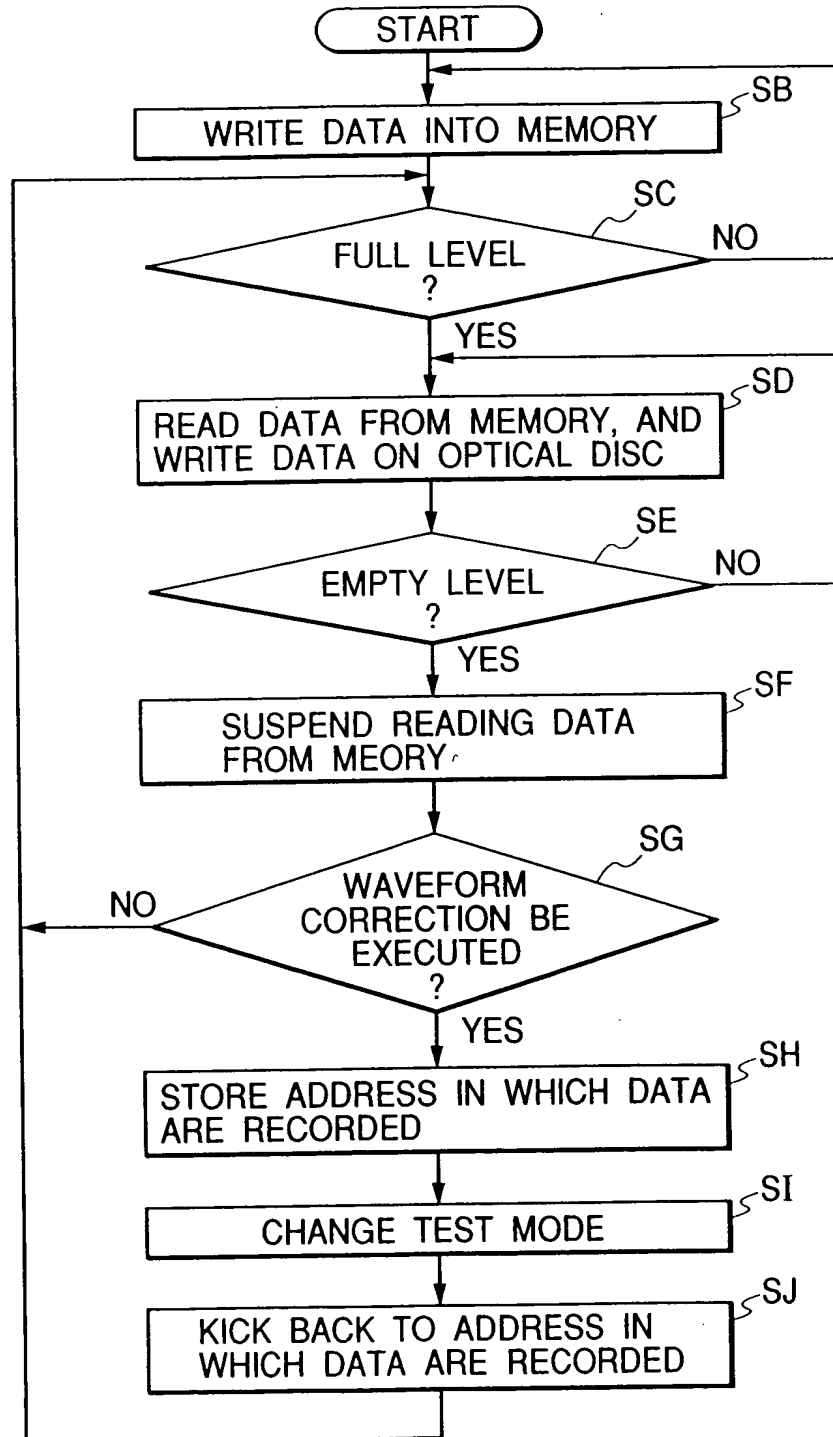 START
SB
WRITE DATA INTO MEMORY
SC
FULL LEVEL
?
NO
YES
SD
READ DATA FROM MEMORY, AND
WRITE DATA ON OPTICAL DISC
SE
EMPTY LEVEL
?
NO
YES
SF
SUSPEND READING DATA
FROM MEORY
SG
WAVEFORM
CORRECTION BE
EXECUTED
?
NO
YES
SH
STORE ADDRESS IN WHICH DATA
ARE RECORDED
SI
CHANGE TEST MODE
SJ
KICK BACK TO ADDRESS IN
WHICH DATA ARE RECORDED